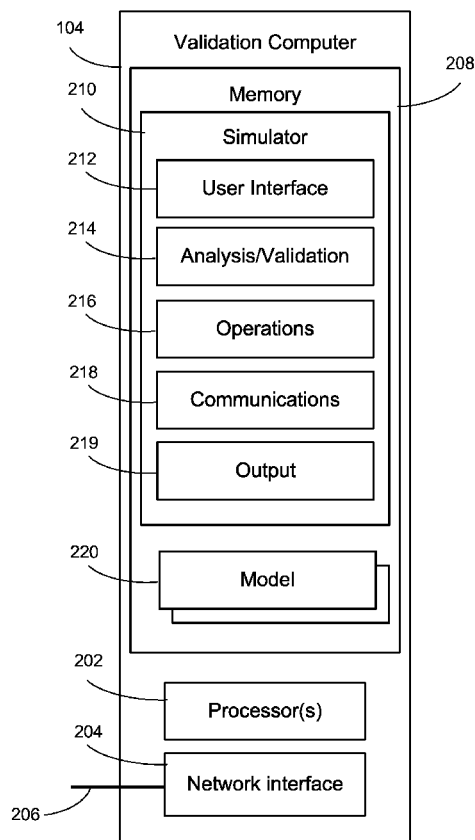 104
Validation Computer
208
210
Memory
Simulator
212
User Interface
214
Analysis/Validation
216
Operations
218
Communications
219
Output
220
Model
202
Processor(s)
204
Network interface
206